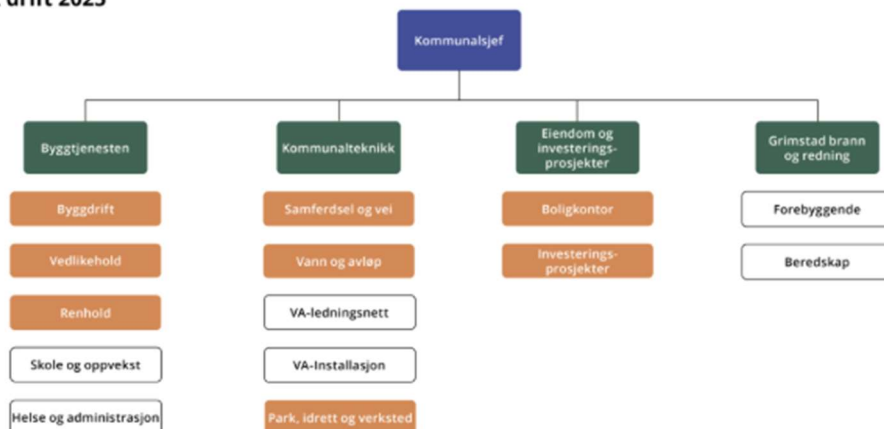 drift 2025
Kommunalsjef
Byggtjenesten
Kommunalteknikk
Eiendom og
investerings-
prosjekter
Grimstad brann
og redning
Byggdrift
Samferdsel og vei
Boligkontor
Forebyggende
Vedlikehold
Vann og avløp
Investerings-
prosjekter
Beredskap
Renhold
VA-ledningsnett
Skole og oppvekst
VA-Installasjon
Helse og administrasjon
Park, idrett og verksted